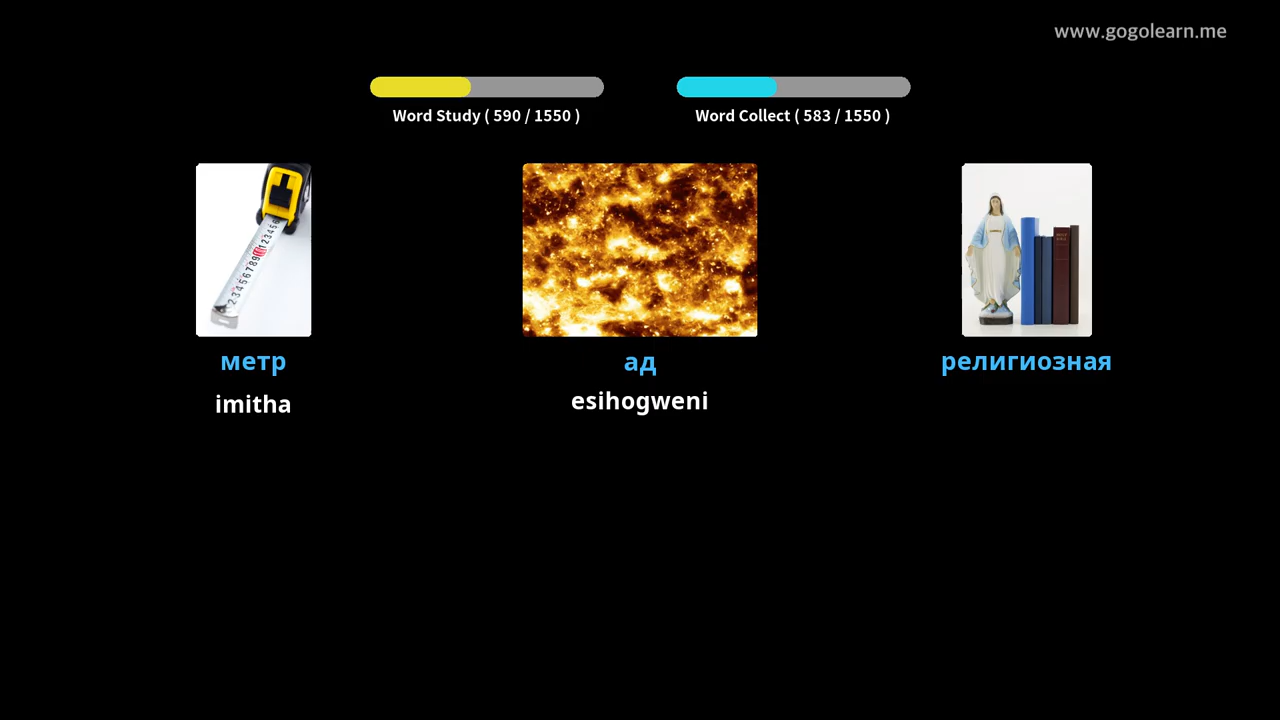 www.gogolearn.me
Word Study ( 590 / 1550 )
Word Collect ( 583 / 1550 )
метр
ад
религиозная
imitha
esihogweni